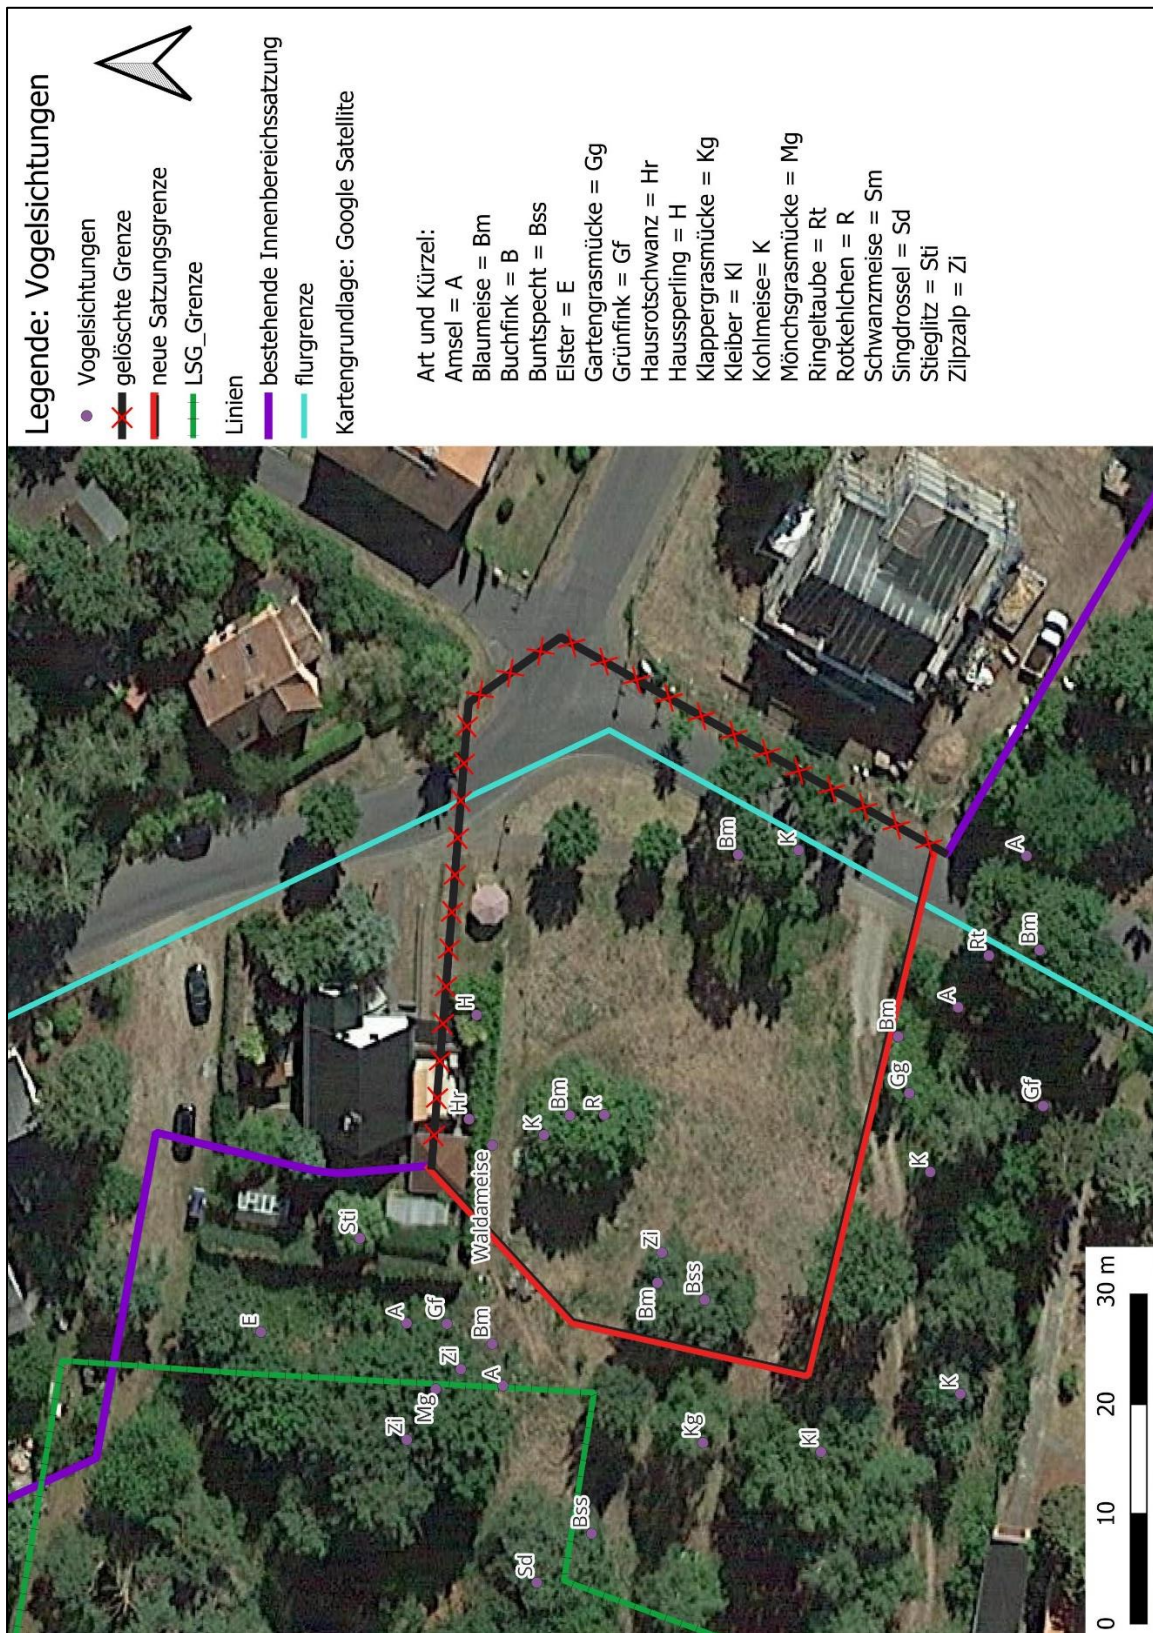 Legende: Vogelsichtungen
Vogelsichtungen
gelöschte Grenze
neue Satzungsgrenze
LSG_Grenze
Linien
bestehende Innenbereichssatzung
flurgrenze
Kartengrundlage: Google Satellite
Art und Kürzel:
Amsel = A
Blaumeise = Bm
Buchfink = B
Buntspecht = Bss
Elster = E
Gartengrasmücke = Gg
Grünfink = Gf
Hausrotschwanz = Hr
Haussperling = H
Klappergrasmücke = Kg
Kleiber = Kl
Kohlmeise= K
Mönchsgrasmücke = Mg
Ringeltaube = Rt
Rotkehlchen = R
Schwanzmeise = Sm
Singdrossel = Sd
Stieglitz = Sti
Zilpzalp = Zi
E
Sti
A
Gf
Zi
Mg
Zi
Bm
A
Sd
Bss
Hr
H
Waldameise
K
Bm
R
Zi
Bm
Bss
Kg
Kl
Bm
K
Bm
Gg
K
K
A
Rt
Bm
A
Gf
0 10 20 30 m